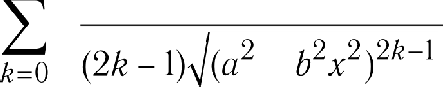 ∑ k=0 (2k - 1)√(a² b²x²)²ᵏ⁻¹